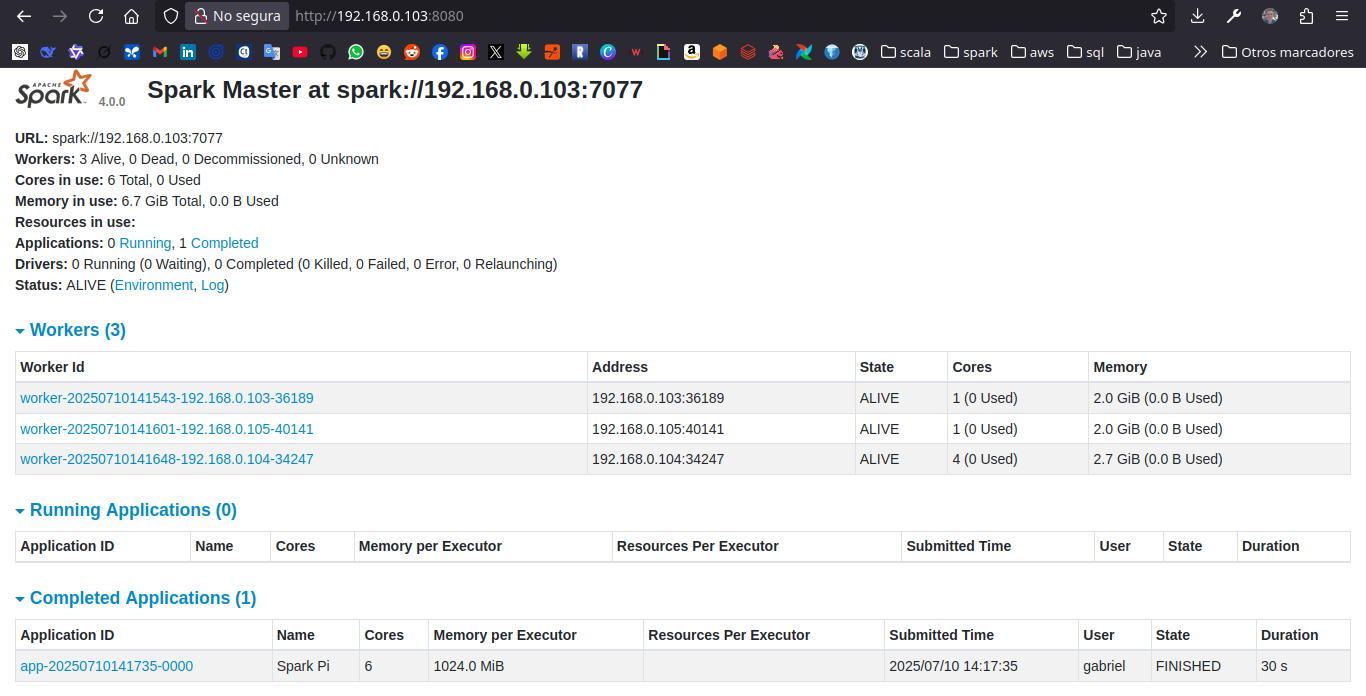 No segura http://192.168.0.103:8080
scala spark aws sql java Otros marcadores
APACHE Spark 4.0.0 Spark Master at spark://192.168.0.103:7077
URL: spark://192.168.0.103:7077
Workers: 3 Alive, 0 Dead, 0 Decommissioned, 0 Unknown
Cores in use: 6 Total, 0 Used
Memory in use: 6.7 GiB Total, 0.0 B Used
Resources in use:
Applications: 0 Running, 1 Completed
Drivers: 0 Running (0 Waiting), 0 Completed (0 Killed, 0 Failed, 0 Error, 0 Relaunching)
Status: ALIVE (Environment, Log)
Workers (3)
Worker Id Address State Cores Memory
worker-20250710141543-192.168.0.103-36189 192.168.0.103:36189 ALIVE 1 (0 Used) 2.0 GiB (0.0 B Used)
worker-20250710141601-192.168.0.105-40141 192.168.0.105:40141 ALIVE 1 (0 Used) 2.0 GiB (0.0 B Used)
worker-20250710141648-192.168.0.104-34247 192.168.0.104:34247 ALIVE 4 (0 Used) 2.7 GiB (0.0 B Used)
Running Applications (0)
Application ID Name Cores Memory per Executor Resources Per Executor Submitted Time User State Duration
Completed Applications (1)
Application ID Name Cores Memory per Executor Resources Per Executor Submitted Time User State Duration
app-20250710141735-0000 Spark Pi 6 1024.0 MiB 2025/07/10 14:17:35 gabriel FINISHED 30 s